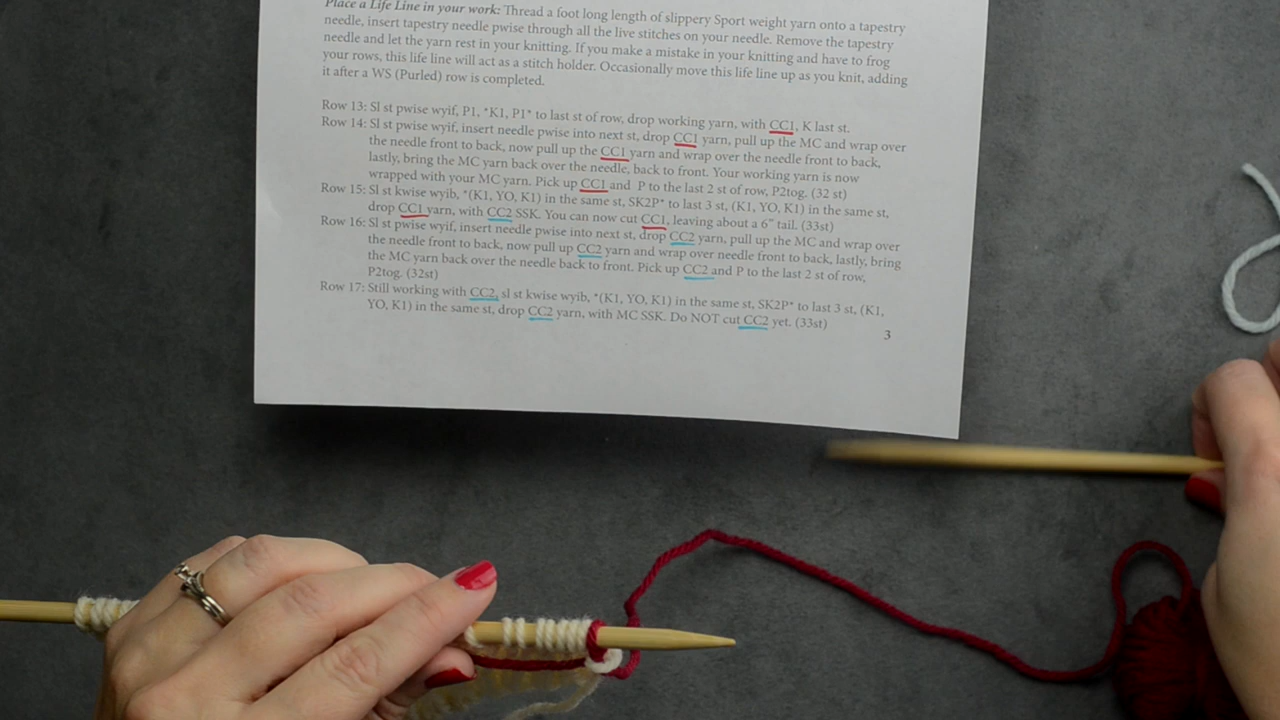 Place a Life Line in your work: Thread a foot long length of slippery Sport weight yarn onto a tapestry
needle, insert tapestry needle pwise through all the live stitches on your needle. Remove the tapestry
needle and let the yarn rest in your knitting. If you make a mistake in your knitting and have to frog
your rows, this life line will act as a stitch holder. Occasionally move this life line up as you knit, adding
it after a WS (Purled) row is completed.
Row 13: Sl st pwise wyif, P1, *K1, P1* to last st of row, drop working yarn, with CC1, K last st.
Row 14: Sl st pwise wyif, insert needle pwise into next st, drop CC1 yarn, pull up the MC and wrap over
the needle front to back, now pull up the CC1 yarn and wrap over the needle front to back,
lastly, bring the MC yarn back over the needle, back to front. Your working yarn is now
wrapped with your MC yarn. Pick up CC1 and P to the last 2 st of row, P2tog. (32 st)
Row 15: Sl st kwise wyib, *(K1, YO, K1) in the same st, SK2P* to last 3 st, (K1, YO, K1) in the same st,
drop CC1 yarn, with CC2 SSK. You can now cut CC1, leaving about a 6" tail. (33st)
Row 16: Sl st pwise wyif, insert needle pwise into next st, drop CC2 yarn, pull up the MC and wrap over
the needle front to back, now pull up CC2 yarn and wrap over needle front to back, lastly, bring
the MC yarn back over the needle back to front. Pick up CC2 and P to the last 2 st of row,
P2tog. (32st)
Row 17: Still working with CC2, sl st kwise wyib, *(K1, YO, K1) in the same st, SK2P* to last 3 st, (K1,
YO, K1) in the same st, drop CC2 yarn, with MC SSK. Do NOT cut CC2 yet. (33st)
3